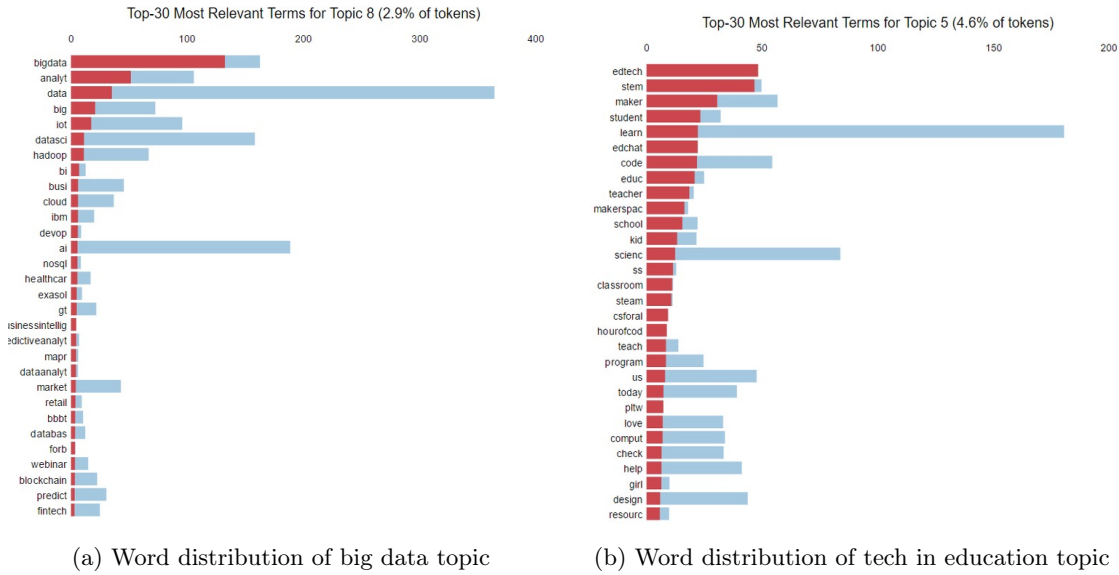 Top-30 Most Relevant Terms for Topic 8 (2.9% of tokens)
0 100 200 300 400
bigdata
analyt
data
big
iot
datasci
hadoop
bi
busi
cloud
ibm
devop
ai
nosql
healthcar
exasol
gt
usinessintellig
edictiveanalyt
mapr
dataanalyt
market
retail
bbbt
databas
forb
webinar
blockchain
predict
fintech
(a) Word distribution of big data topic
Top-30 Most Relevant Terms for Topic 5 (4.6% of tokens)
0 50 100 150 200
edtech
stem
maker
student
learn
edchat
code
educ
teacher
makerspac
school
kid
scienc
ss
classroom
steam
csforal
hourofcod
teach
program
us
today
pltw
love
comput
check
help
girl
design
resourc
(b) Word distribution of tech in education topic